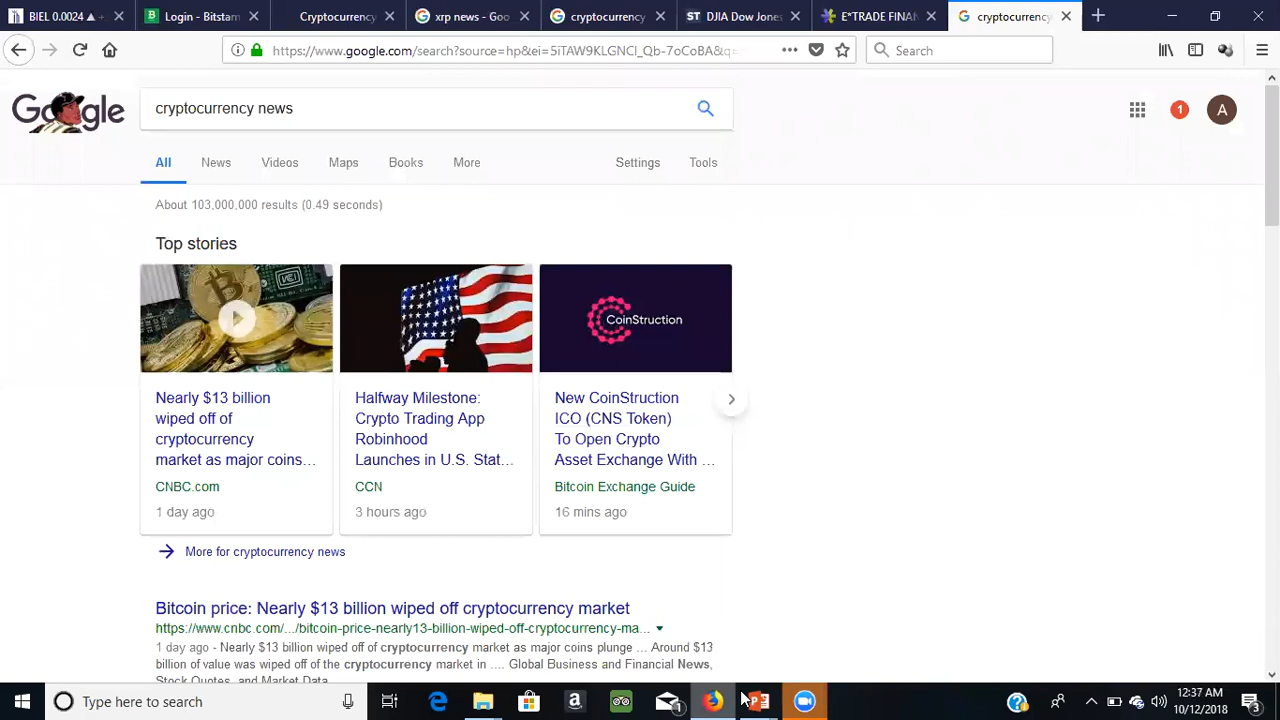 BIEL 0.0024 ▲ +
Login - Bitstam
Cryptocurrency
xrp news - Goo
cryptocurrency
ST DJIA Dow Jones
E*TRADE FINAN
cryptocurrency
https://www.google.com/search?source=hp&ei=5iTAW9KLGNCl_Qb-7oCoBA&q=
Search
Google
cryptocurrency news
1
A
All
News
Videos
Maps
Books
More
Settings
Tools
About 103,000,000 results (0.49 seconds)
Top stories
CoinStruction
Nearly $13 billion
wiped off of
cryptocurrency
market as major coins...
CNBC.com
1 day ago
Halfway Milestone:
Crypto Trading App
Robinhood
Launches in U.S. Stat...
CCN
3 hours ago
New CoinStruction
ICO (CNS Token)
To Open Crypto
Asset Exchange With ...
Bitcoin Exchange Guide
16 mins ago
More for cryptocurrency news
Bitcoin price: Nearly $13 billion wiped off cryptocurrency market
https://www.cnbc.com/.../bitcoin-price-nearly13-billion-wiped-off-cryptocurrency-ma...
1 day ago - Nearly $13 billion wiped off of cryptocurrency market as major coins plunge ... Around $13
billion of value was wiped off of the cryptocurrency market in .... Global Business and Financial News,
Stock Quotes, and Market Data
Type here to search
1
12:37 AM
10/12/2018
3